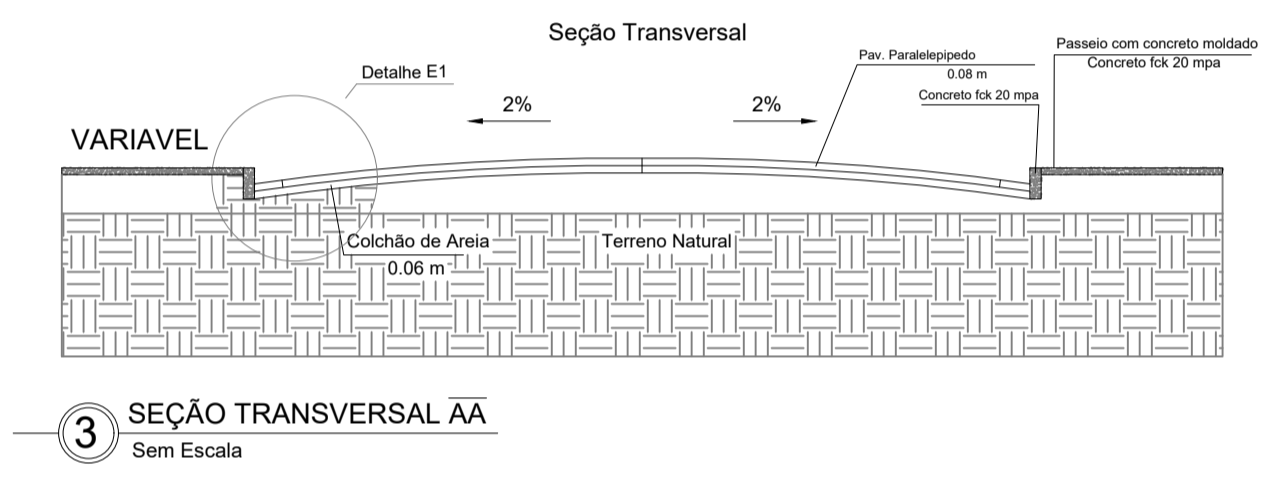 Seção Transversal
Detalhe E1
Pav. Paralelepipedo
0.08 m
Passeio com concreto moldado
Concreto fck 20 mpa
Concreto fck 20 mpa
2%
2%
VARIAVEL
Colchão de Areia
0.06 m
Terreno Natural
3
SEÇÃO TRANSVERSAL AA
Sem Escala